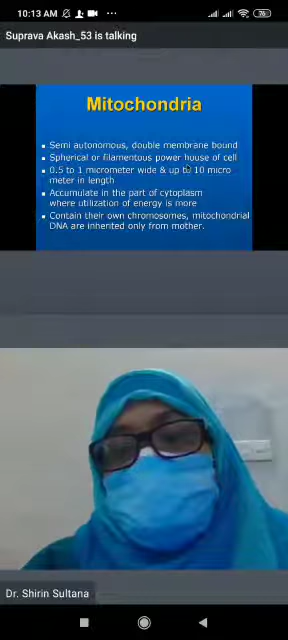 10:13 AM
76
Suprava Akash_53 is talking
Mitochondria
Semi autonomous, double membrane bound
Spherical or filamentous power house of cell
0.5 to 1 micrometer wide & up to 10 micro
meter in length
Accumulate in the part of cytoplasm
where utilization of energy is more
Contain their own chromosomes, mitochondrial
DNA are inherited only from mother.
Dr. Shirin Sultana